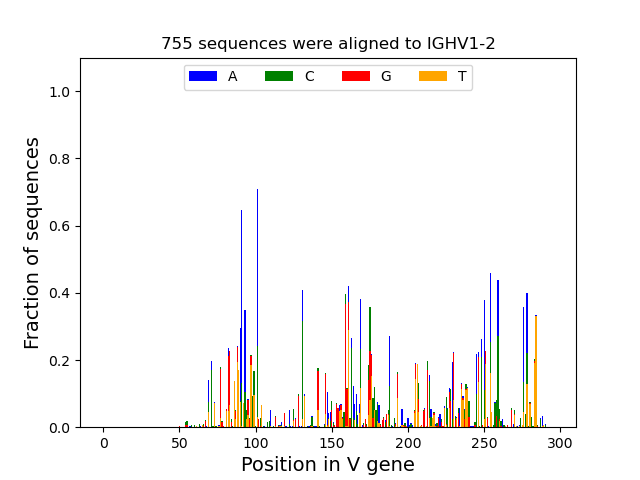 755 sequences were aligned to IGHV1-2
A C G T
1.0
0.8
0.6
0.4
0.2
0.0
Fraction of sequences
0 50 100 150 200 250 300
Position in V gene